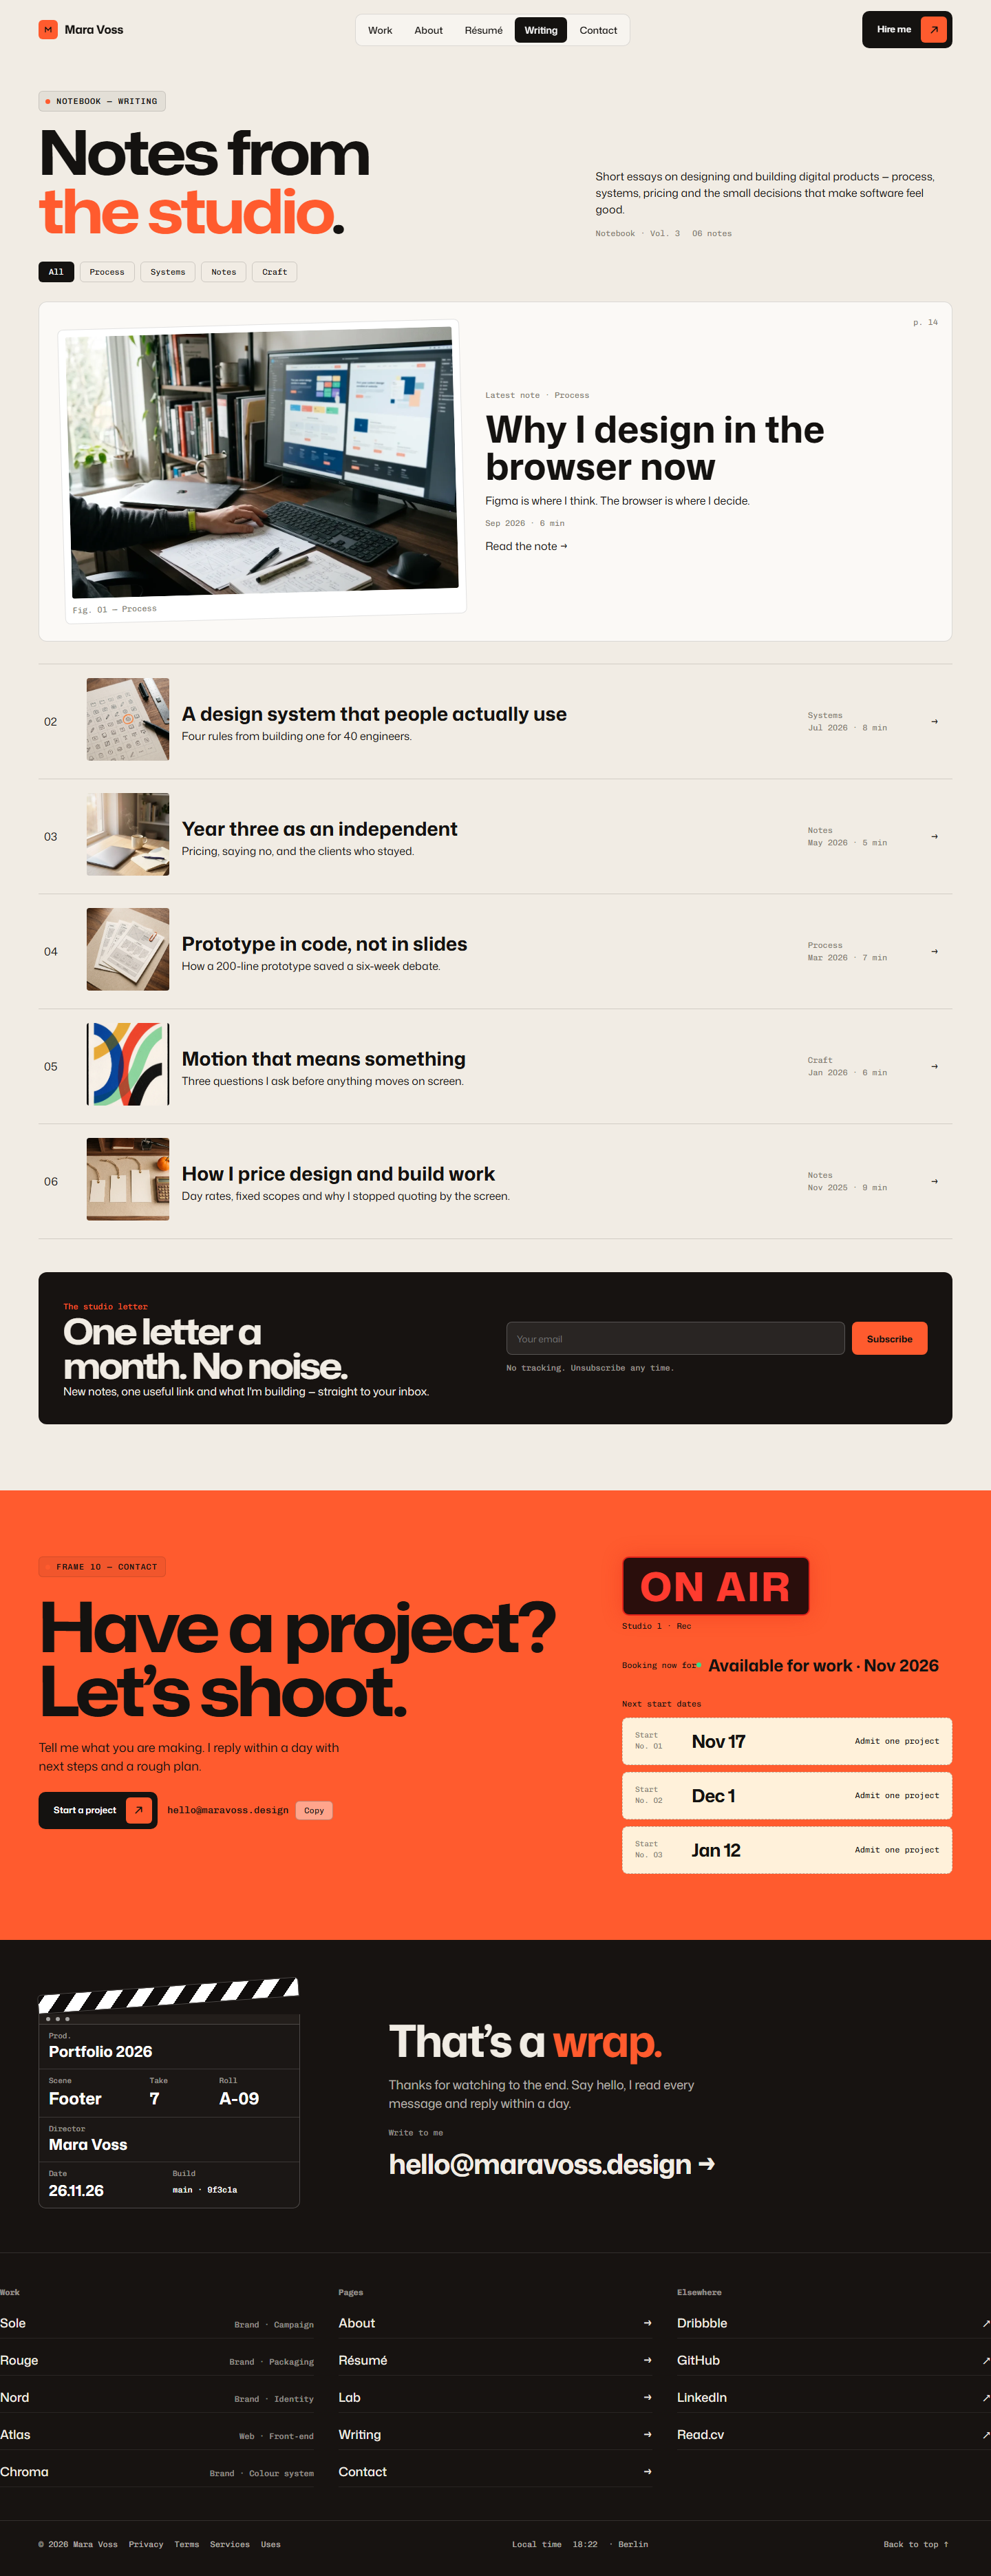 M Mara Voss
Work About Résumé Writing Contact
Hire me
NOTEBOOK — WRITING
Notes from
the studio.
Short essays on designing and building digital products — process,
systems, pricing and the small decisions that make software feel
good.
Notebook · Vol. 3 06 notes
All Process Systems Notes Craft
p. 14
Fig. 01 — Process
Latest note · Process
Why I design in the
browser now
Figma is where I think. The browser is where I decide.
Sep 2026 · 6 min
Read the note →
02
A design system that people actually use
Four rules from building one for 40 engineers.
Systems
Jul 2026 · 8 min
→
03
Year three as an independent
Pricing, saying no, and the clients who stayed.
Notes
May 2026 · 5 min
→
04
Prototype in code, not in slides
How a 200-line prototype saved a six-week debate.
Process
Mar 2026 · 7 min
→
05
Motion that means something
Three questions I ask before anything moves on screen.
Craft
Jan 2026 · 6 min
→
06
How I price design and build work
Day rates, fixed scopes and why I stopped quoting by the screen.
Notes
Nov 2025 · 9 min
→
The studio letter
One letter a
month. No noise.
New notes, one useful link and what I'm building — straight to your inbox.
Your email
Subscribe
No tracking. Unsubscribe any time.
FRAME 10 — CONTACT
Have a project?
Let's shoot.
Tell me what you are making. I reply within a day with
next steps and a rough plan.
Start a project
hello@maravoss.design
Copy
ON AIR
Studio 1 · Rec
Booking now for Available for work · Nov 2026
Next start dates
Start
No. 01
Nov 17
Admit one project
Start
No. 02
Dec 1
Admit one project
Start
No. 03
Jan 12
Admit one project
Prod.
Portfolio 2026
Scene Take Roll
Footer 7 A-09
Director
Mara Voss
Date Build
26.11.26 main · 9f3c1a
That's a wrap.
Thanks for watching to the end. Say hello, I read every
message and reply within a day.
Write to me
hello@maravoss.design →
Work
Sole Brand · Campaign
Rouge Brand · Packaging
Nord Brand · Identity
Atlas Web · Front-end
Chroma Brand · Colour system
Pages
About →
Résumé →
Lab →
Writing →
Contact →
Elsewhere
Dribbble ↗
GitHub ↗
LinkedIn ↗
Read.cv ↗
© 2026 Mara Voss Privacy Terms Services Uses
Local time 18:22 · Berlin
Back to top ↑